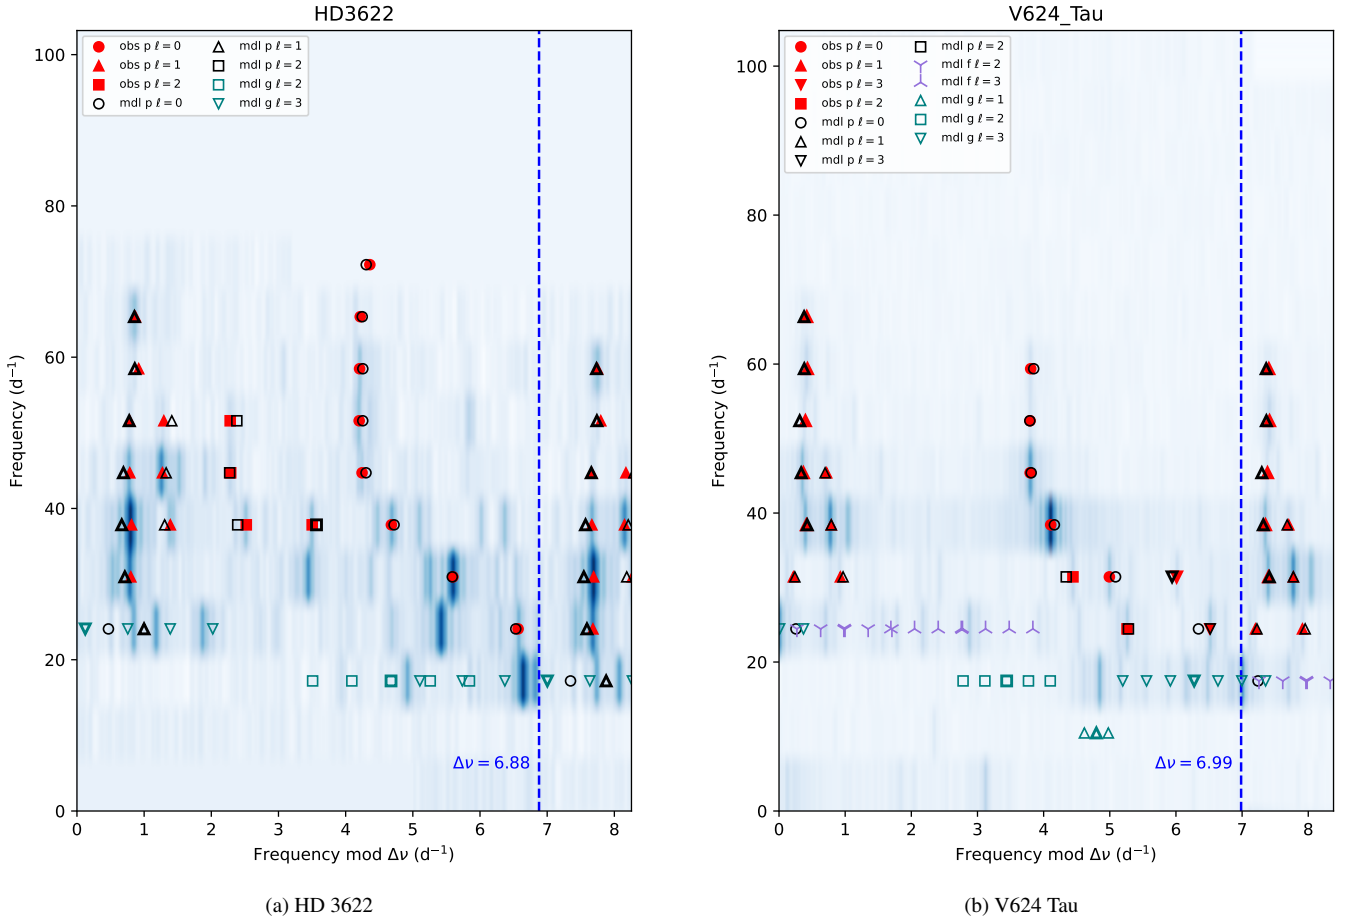 HD3622
obs p ℓ = 0
obs p ℓ = 1
obs p ℓ = 2
mdl p ℓ = 0
mdl p ℓ = 1
mdl p ℓ = 2
mdl g ℓ = 2
mdl g ℓ = 3
100
80
60
40
20
0
Frequency (d⁻¹)
Δν = 6.88
0 1 2 3 4 5 6 7 8
Frequency mod Δν (d⁻¹)
(a) HD 3622
V624_Tau
obs p ℓ = 0
obs p ℓ = 1
obs p ℓ = 3
obs p ℓ = 2
mdl p ℓ = 0
mdl p ℓ = 1
mdl p ℓ = 3
mdl p ℓ = 2
mdl f ℓ = 2
mdl f ℓ = 3
mdl g ℓ = 1
mdl g ℓ = 2
mdl g ℓ = 3
100
80
60
40
20
0
Frequency (d⁻¹)
Δν = 6.99
0 1 2 3 4 5 6 7 8
Frequency mod Δν (d⁻¹)
(b) V624 Tau